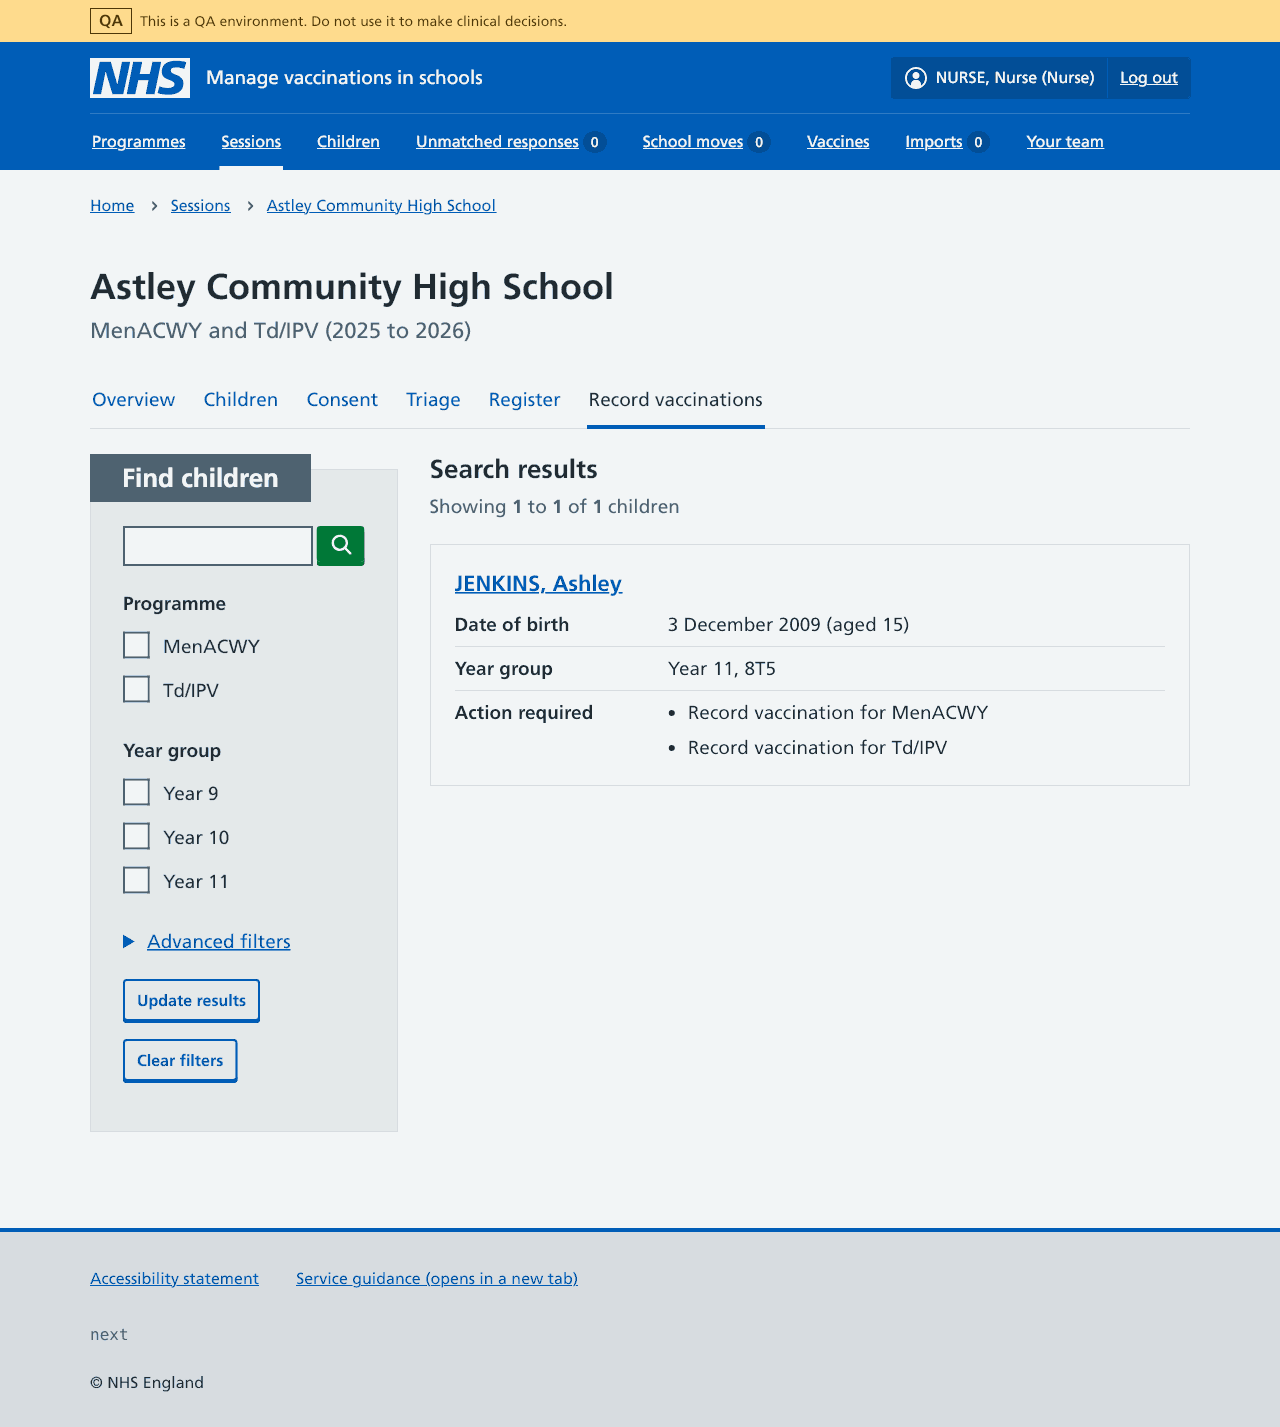 QA This is a QA environment. Do not use it to make clinical decisions.
NHS Manage vaccinations in schools NURSE, Nurse (Nurse) Log out
Programmes Sessions Children Unmatched responses 0 School moves 0 Vaccines Imports 0 Your team
Home Sessions Astley Community High School
Astley Community High School
MenACWY and Td/IPV (2025 to 2026)
Overview Children Consent Triage Register Record vaccinations
Find children
Programme
MenACWY
Td/IPV
Year group
Year 9
Year 10
Year 11
Advanced filters
Update results
Clear filters
Search results
Showing 1 to 1 of 1 children
JENKINS, Ashley
Date of birth 3 December 2009 (aged 15)
Year group Year 11, 8T5
Action required • Record vaccination for MenACWY
• Record vaccination for Td/IPV
Accessibility statement Service guidance (opens in a new tab)
next
© NHS England